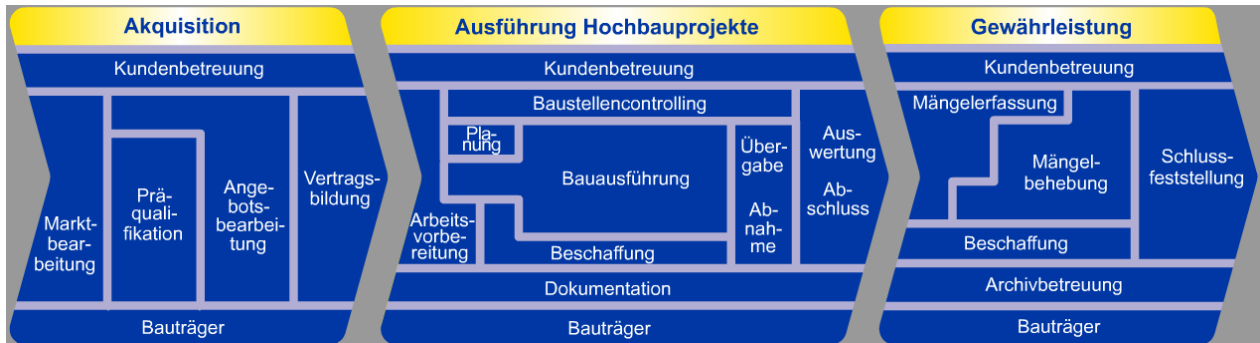 Akquisition
Kundenbetreuung
Markt-
bear-
beitung
Prä-
quali-
fikation
Ange-
bots-
bearbei-
tung
Vertrags-
bildung
Bauträger
Ausführung Hochbauprojekte
Kundenbetreuung
Baustellencontrolling
Pla-
nung
Bauausführung
Über-
gabe
Ab-
nah-
me
Aus-
wertung
Ab-
schluss
Arbeits-
vorbe-
reitung
Beschaffung
Dokumentation
Bauträger
Gewährleistung
Kundenbetreuung
Mängelerfassung
Mängel-
behebung
Schluss-
feststellung
Beschaffung
Archivbetreuung
Bauträger